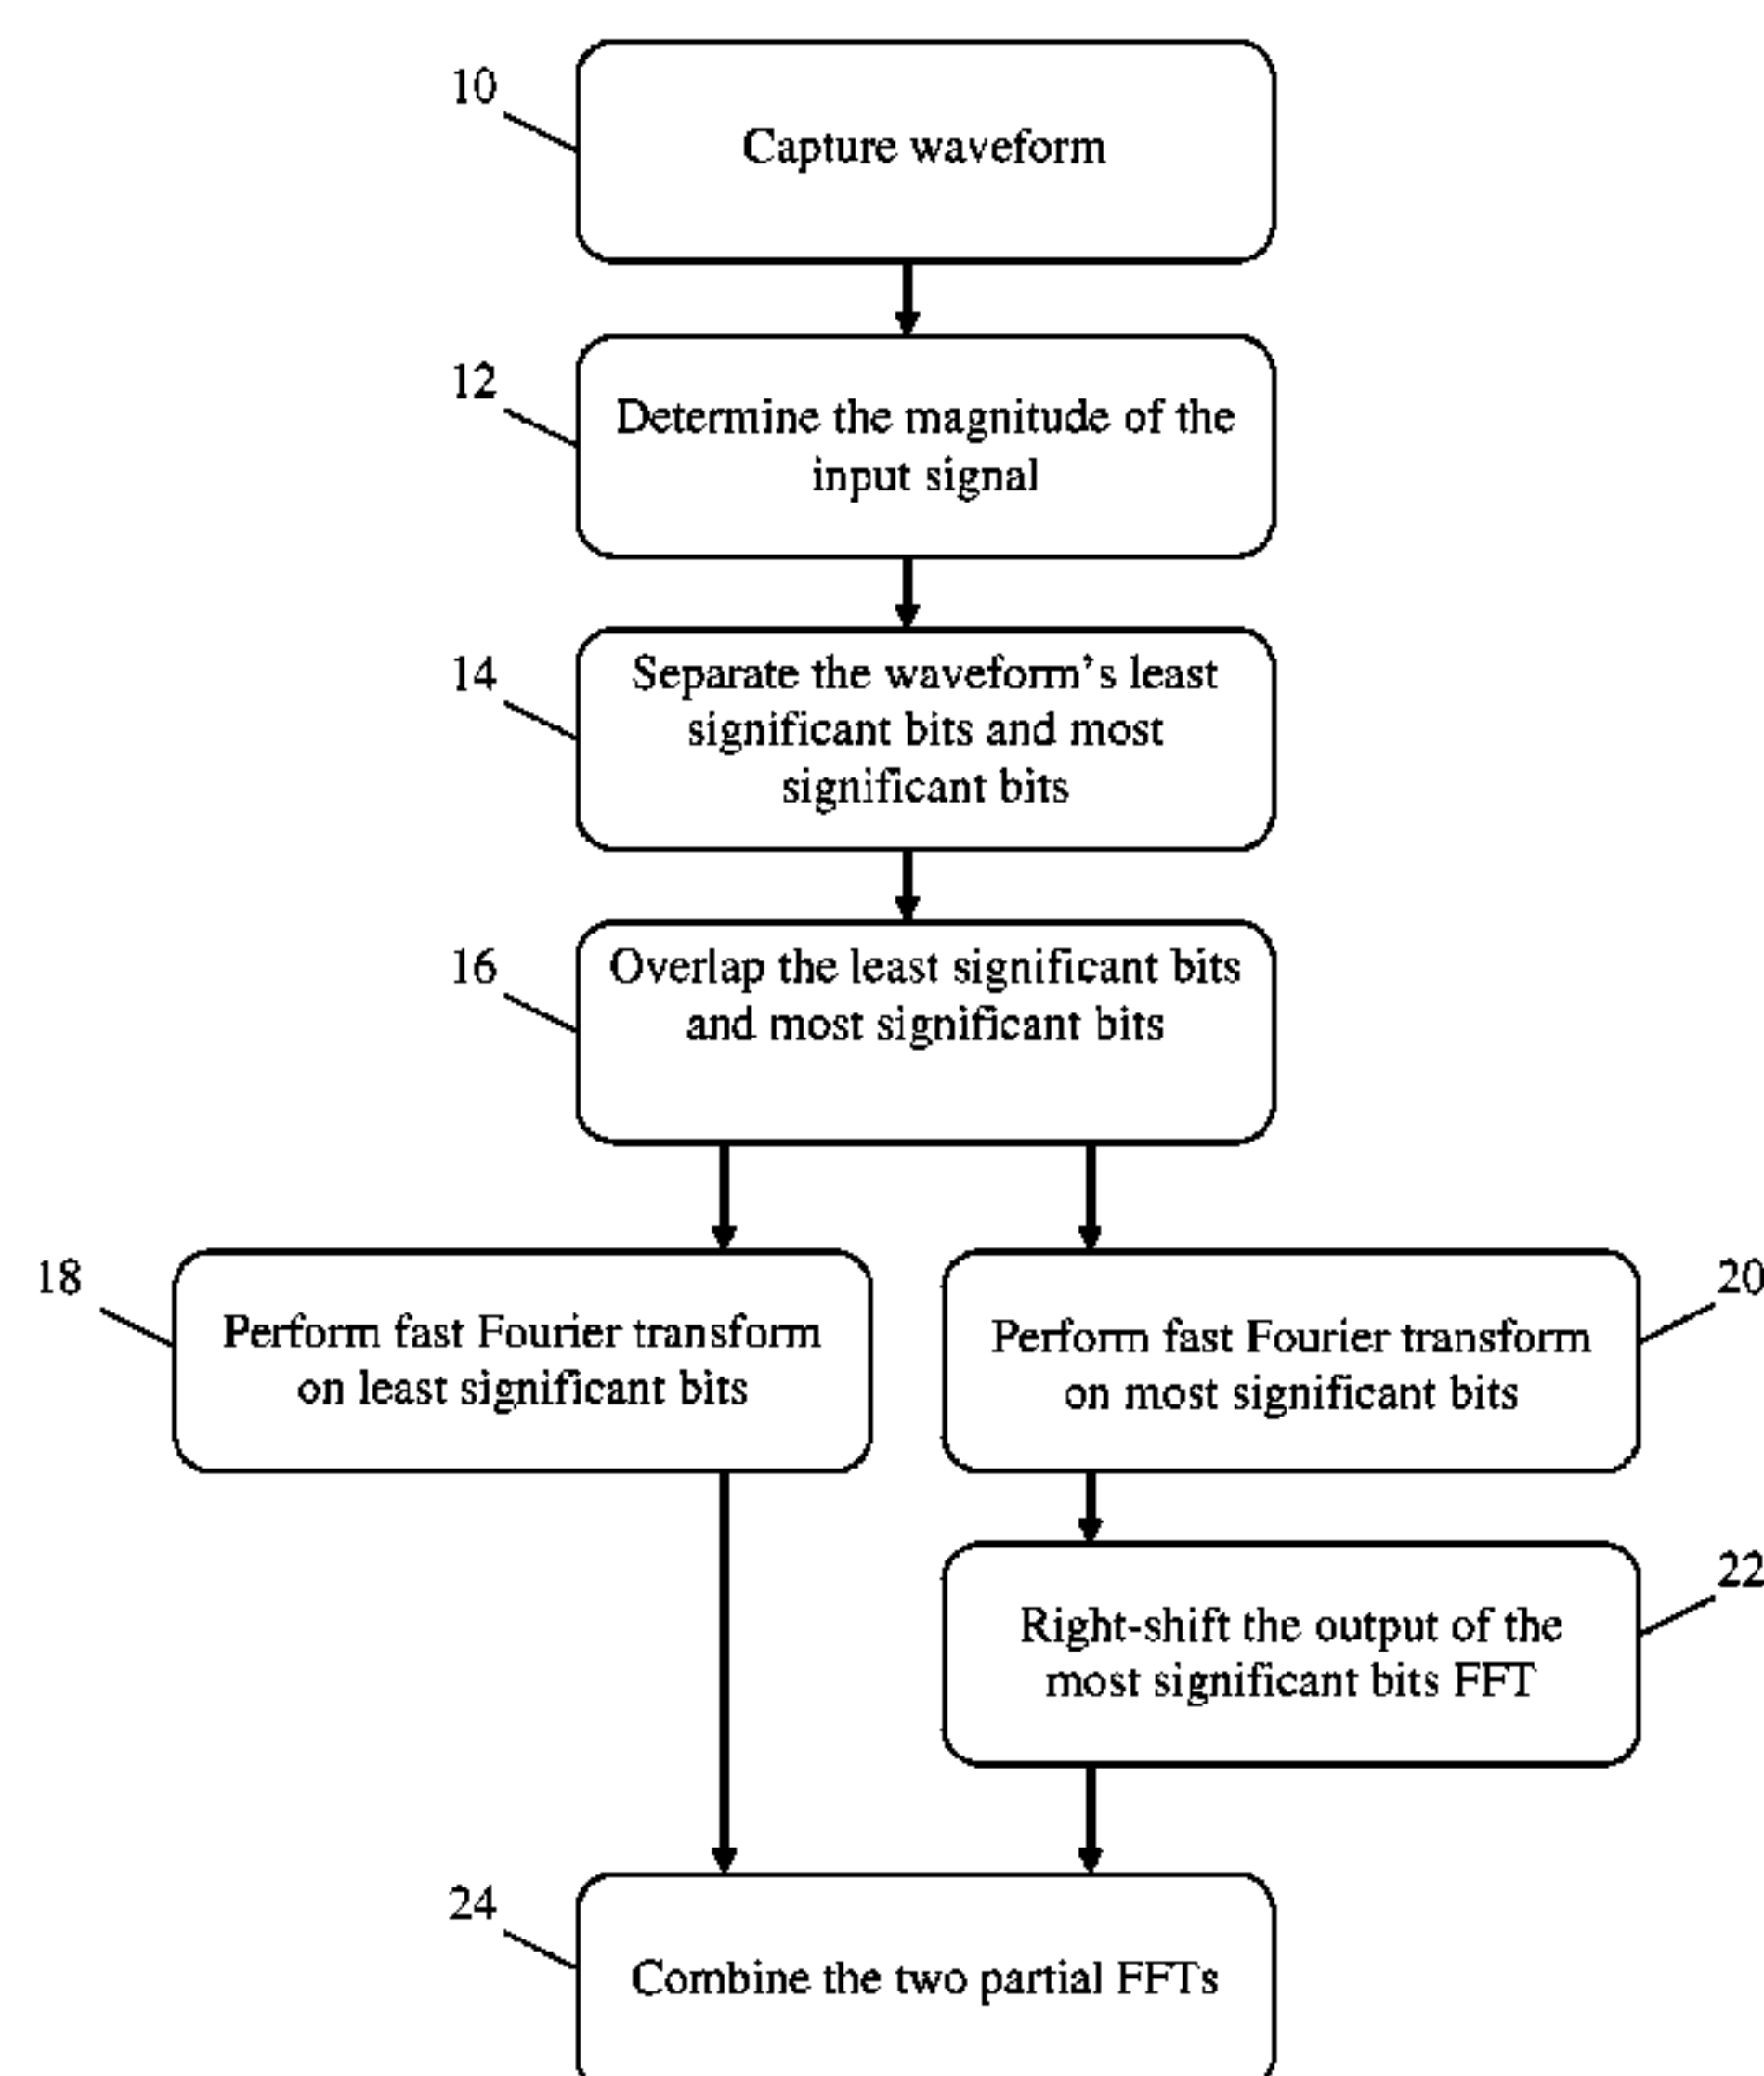 10
Capture waveform
12
Determine the magnitude of the
input signal
14
Separate the waveform's least
significant bits and most
significant bits
16
Overlap the least significant bits
and most significant bits
18
Perform fast Fourier transform
on least significant bits
20
Perform fast Fourier transform
on most significant bits
22
Right-shift the output of the
most significant bits FFT
24
Combine the two partial FFTs